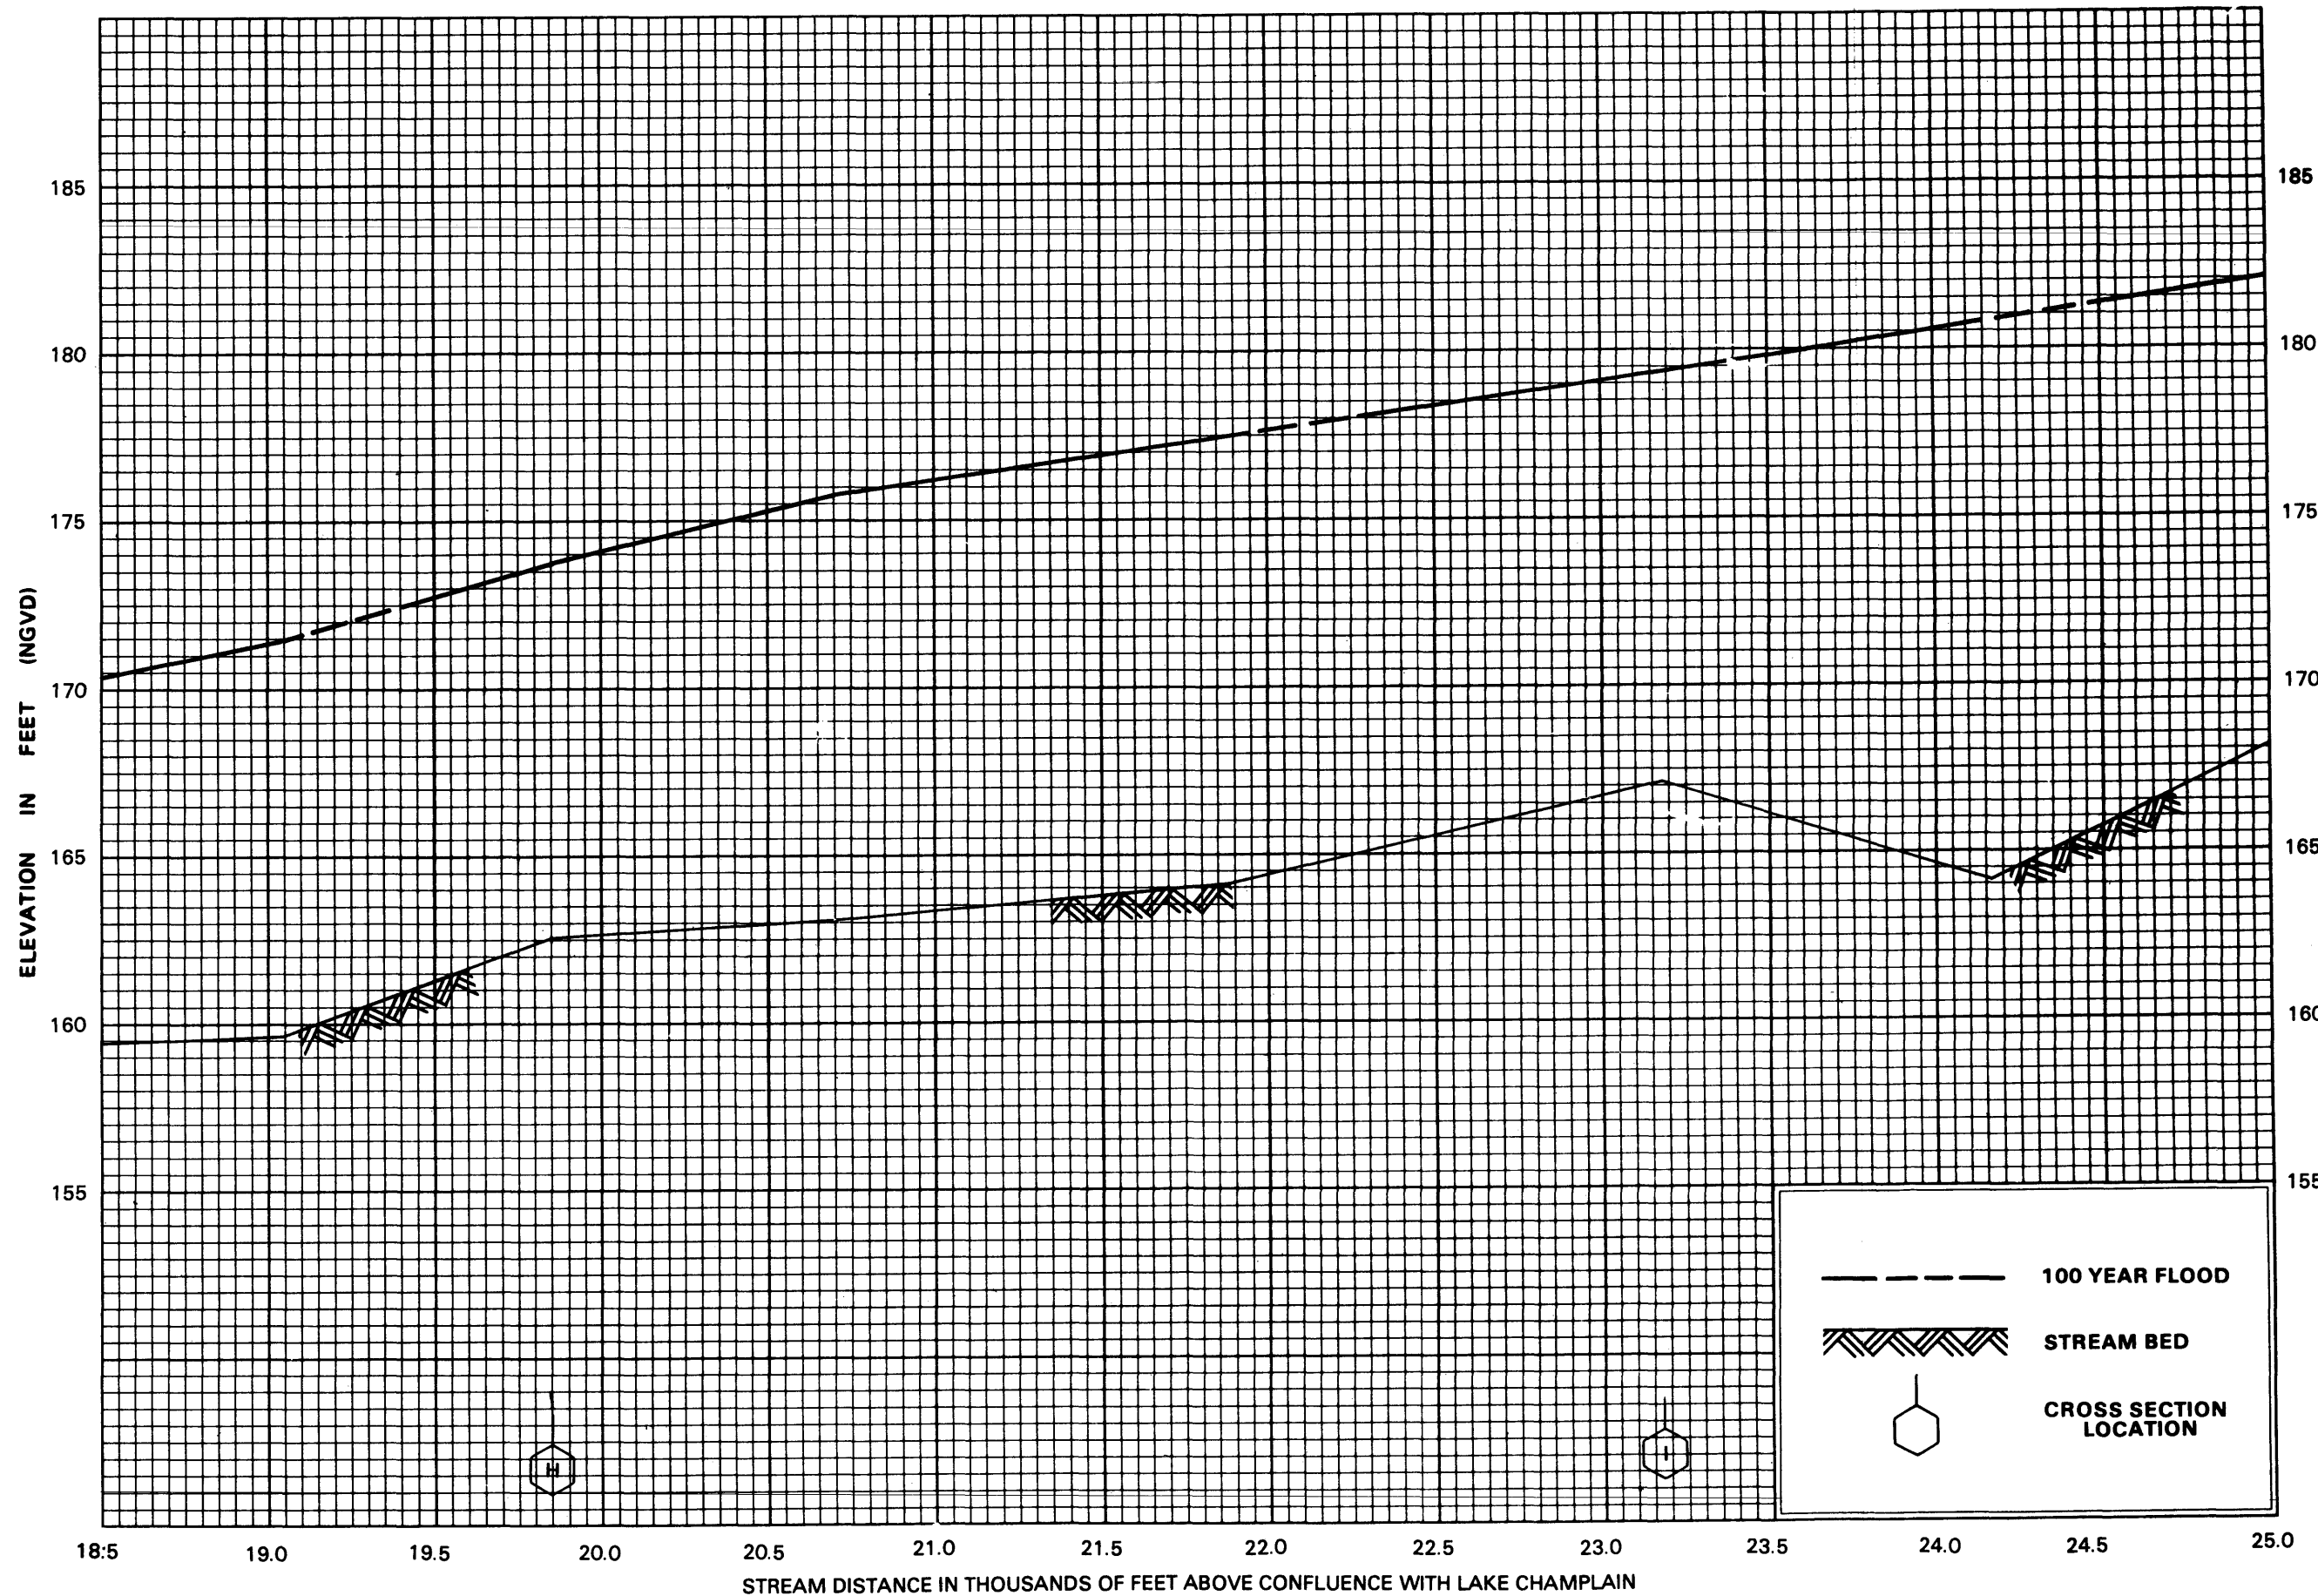 185
180
175
170
165
160
155
185
180
175
170
165
160
155
ELEVATION IN FEET (NGVD)
100 YEAR FLOOD
STREAM BED
CROSS SECTION
LOCATION
H
I
18.5 19.0 19.5 20.0 20.5 21.0 21.5 22.0 22.5 23.0 23.5 24.0 24.5 25.0
STREAM DISTANCE IN THOUSANDS OF FEET ABOVE CONFLUENCE WITH LAKE CHAMPLAIN